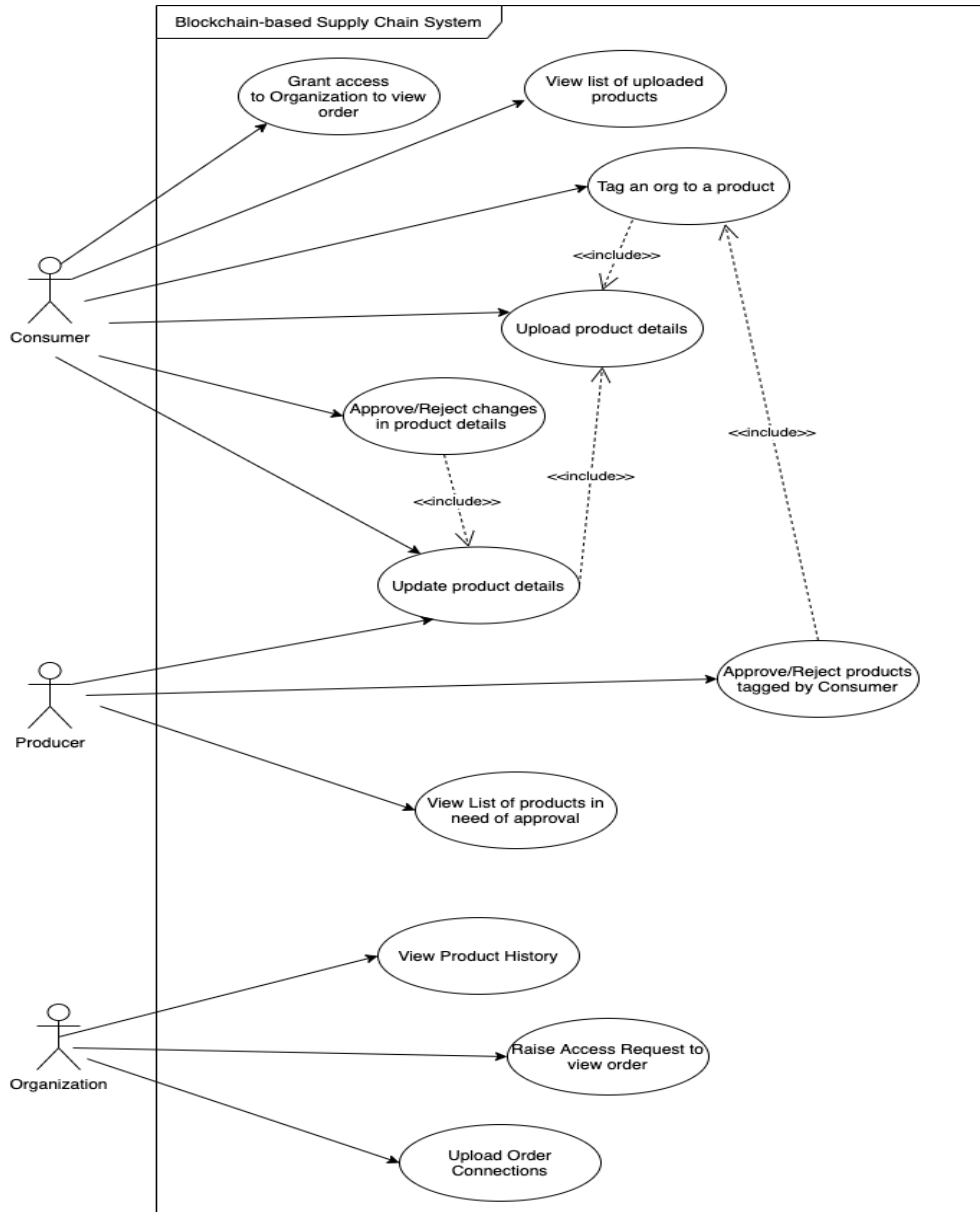 Blockchain-based Supply Chain System
Grant access
to Organization to view
order
View list of uploaded
products
Tag an org to a product
<<include>>
Consumer
Upload product details
Approve/Reject changes
in product details
<<include>>
<<include>>
<<include>>
Update product details
Approve/Reject products
tagged by Consumer
Producer
View List of products in
need of approval
View Product History
Raise Access Request to
view order
Organization
Upload Order
Connections